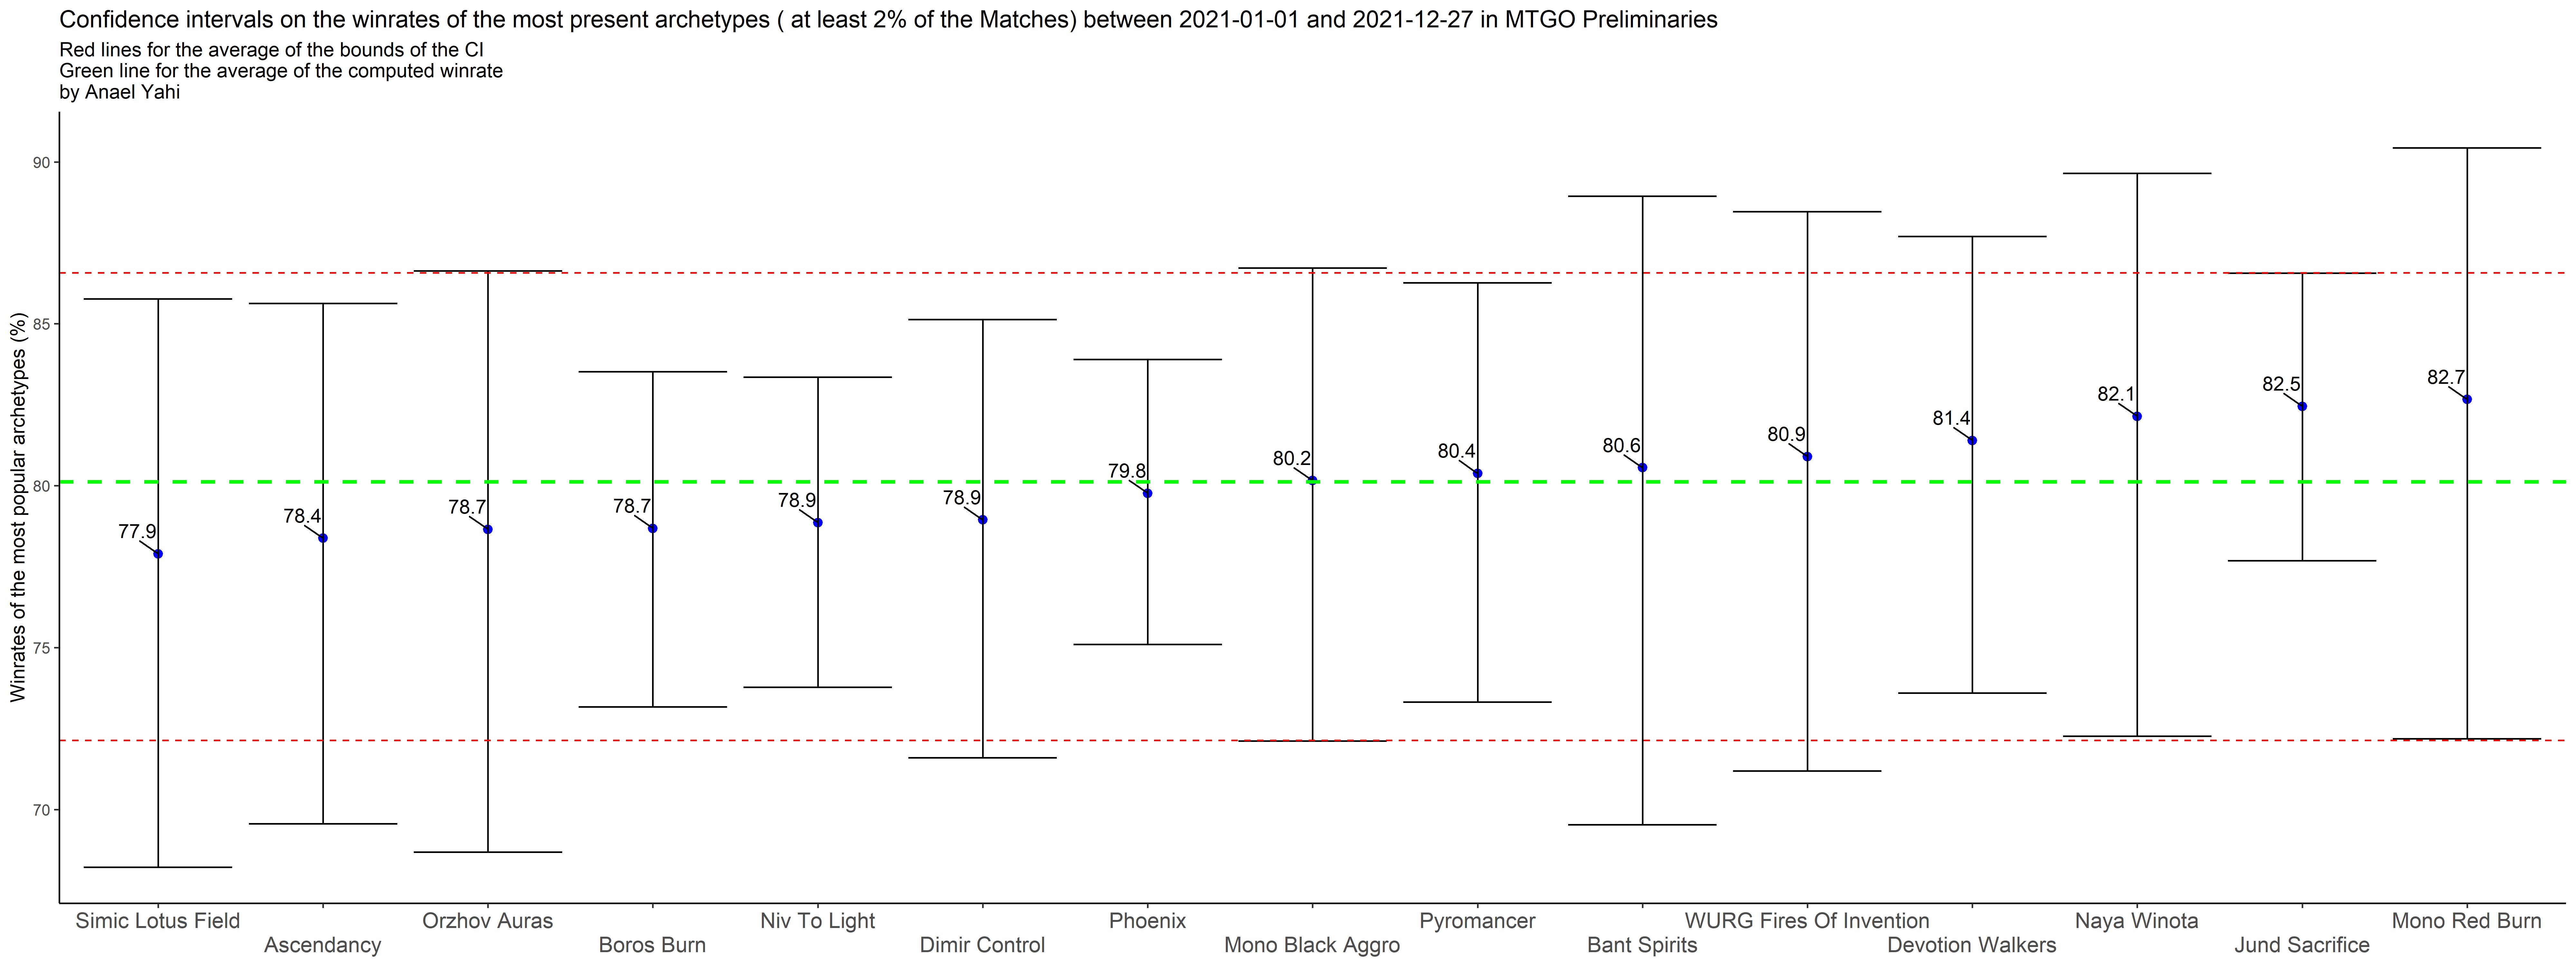 Confidence intervals on the winrates of the most present archetypes ( at least 2% of the Matches) between 2021-01-01 and 2021-12-27 in MTGO Preliminaries
Red lines for the average of the bounds of the CI
Green line for the average of the computed winrate
by Anael Yahi
Winrates of the most popular archetypes (%)
90
85
80
75
70
77.9
78.4
78.7
78.7
78.9
78.9
79.8
80.2
80.4
80.6
80.9
81.4
82.1
82.5
82.7
Simic Lotus Field
Ascendancy
Orzhov Auras
Boros Burn
Niv To Light
Dimir Control
Phoenix
Mono Black Aggro
Pyromancer
Bant Spirits
WURG Fires Of Invention
Devotion Walkers
Naya Winota
Jund Sacrifice
Mono Red Burn